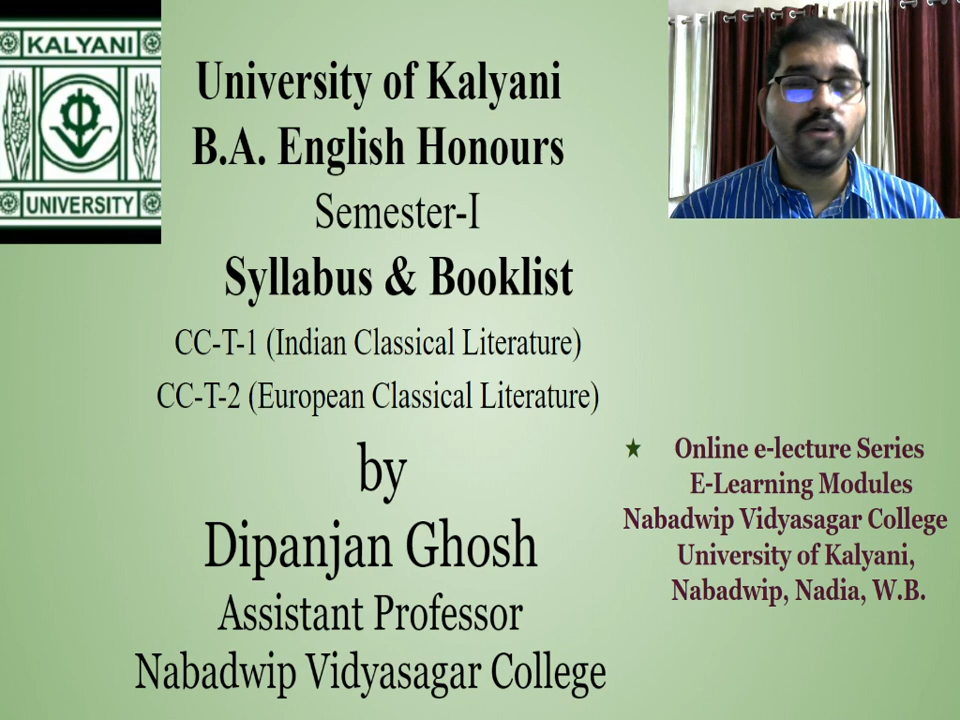 KALYANI
UNIVERSITY
University of Kalyani
B.A. English Honours
Semester-I
Syllabus & Booklist
CC-T-1 (Indian Classical Literature)
CC-T-2 (European Classical Literature)
by
Dipanjan Ghosh
Assistant Professor
Nabadwip Vidyasagar College
★ Online e-lecture Series
E-Learning Modules
Nabadwip Vidyasagar College
University of Kalyani,
Nabadwip, Nadia, W.B.